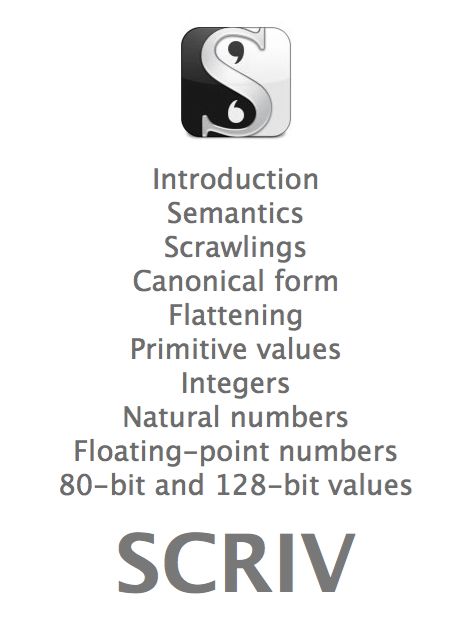 Introduction
Semantics
Scrawlings
Canonical form
Flattening
Primitive values
Integers
Natural numbers
Floating-point numbers
80-bit and 128-bit values
SCRIV